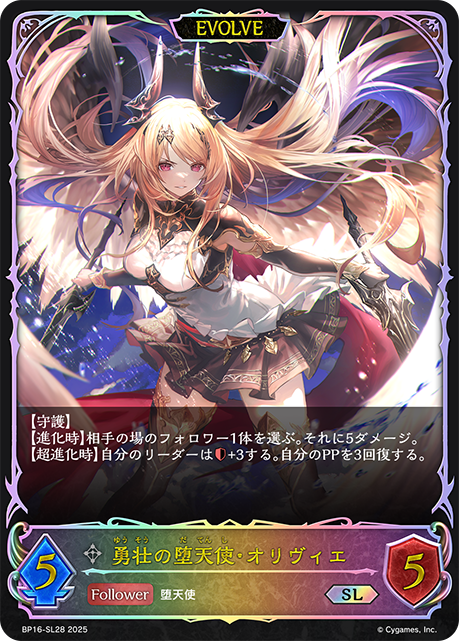 EVOLVE
【守護】
【進化時】相手の場のフォロワー1体を選ぶ。それに5ダメージ。
【超進化時】自分のリーダーは+3する。自分のPPを3回復する。
ゆうそう だてんし
勇壮の堕天使・オリヴィエ
5
5
Follower 堕天使
SL
BP16-SL28 2025
© Cygames, Inc.